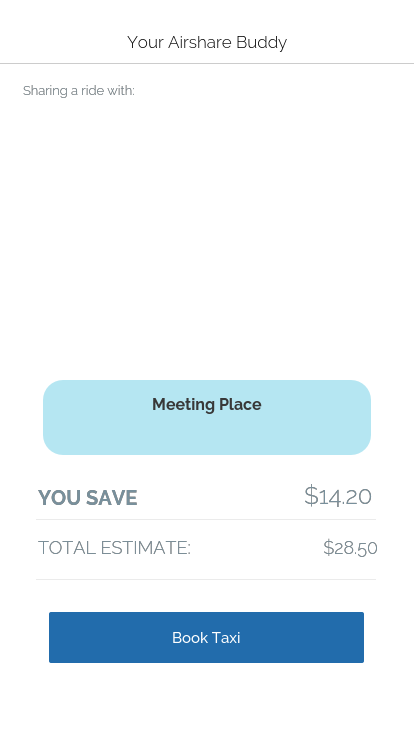 Your Airshare Buddy
Sharing a ride with:
Meeting Place
YOU SAVE $14.20
TOTAL ESTIMATE: $28.50
Book Taxi